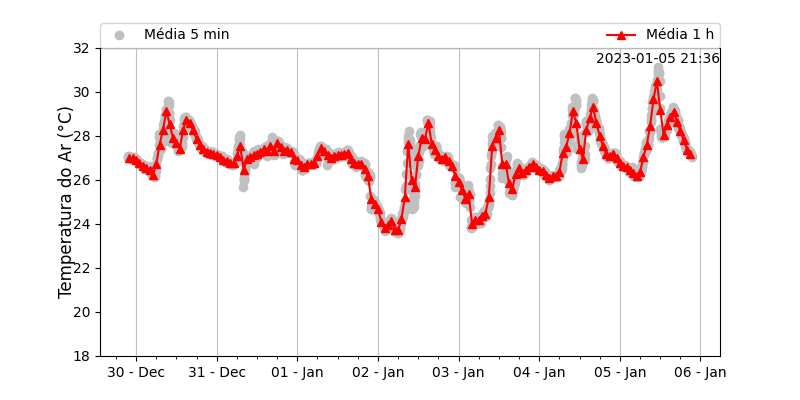 Média 5 min
Média 1 h
2023-01-05 21:36
Temperatura do Ar (°C)
32
30
28
26
24
22
20
18
30 - Dec
31 - Dec
01 - Jan
02 - Jan
03 - Jan
04 - Jan
05 - Jan
06 - Jan